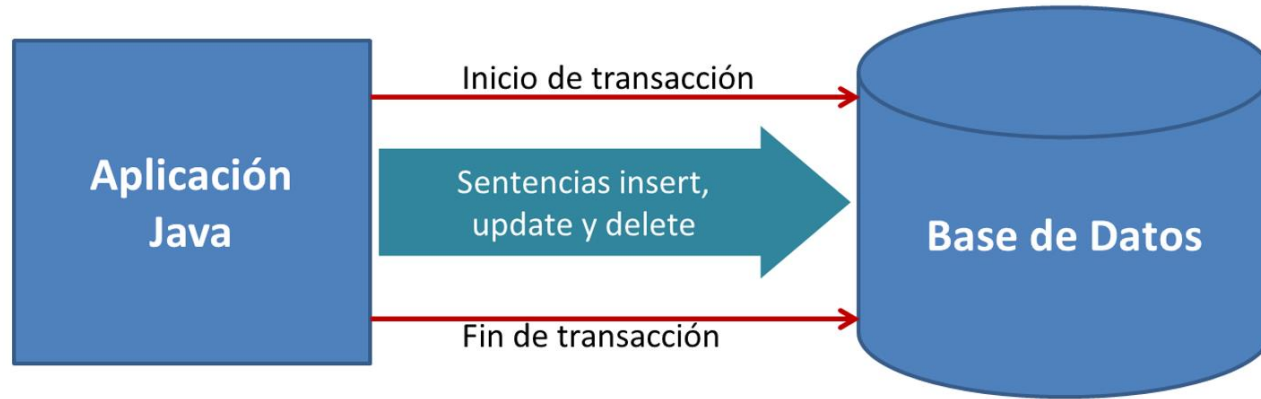 Inicio de transacción
Aplicación
Java
Sentencias insert,
update y delete
Base de Datos
Fin de transacción